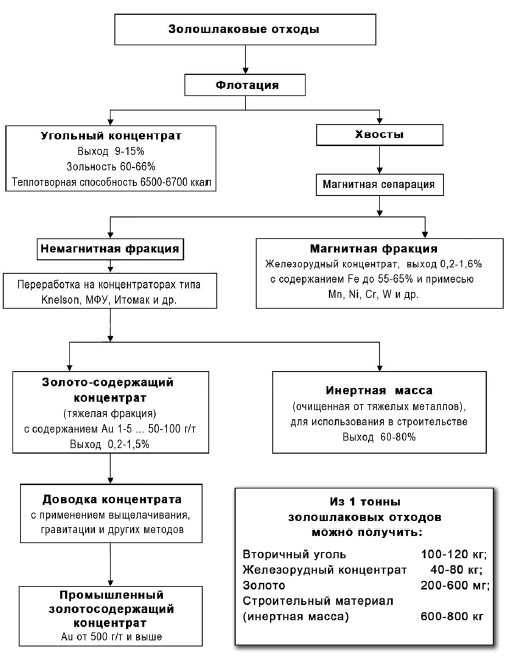 Золошлаковые отходы
Флотация
Угольный концентрат
Выход 9-15%
Зольность 60-66%
Теплотворная способность 6500-6700 ккал
Хвосты
Магнитная сепарация
Немагнитная фракция
Переработка на концентраторах типа
Knelson, МФУ, Итомак и др.
Магнитная фракция
Железорудный концентрат, выход 0,2-1,6%
с содержанием Fe до 55-65% и примесью
Mn, Ni, Cr, W и др.
Золото-содержащий
концентрат
(тяжелая фракция)
с содержанием Au 1-5 ... 50-100 г/т
Выход 0,2-1,5%
Инертная масса
(очищенная от тяжелых металлов),
для использования в строительстве
Выход 60-80%
Доводка концентрата
с применением выщелачивания,
гравитации и других методов
Промышленный
золотосодержащий
концентрат
Au от 500 г/т и выше
Из 1 тонны
золошлаковых отходов
можно получить:
Вторичный уголь 100-120 кг;
Железорудный концентрат 40-80 кг;
Золото 200-600 мг;
Строительный материал
(инертная масса) 600-800 кг